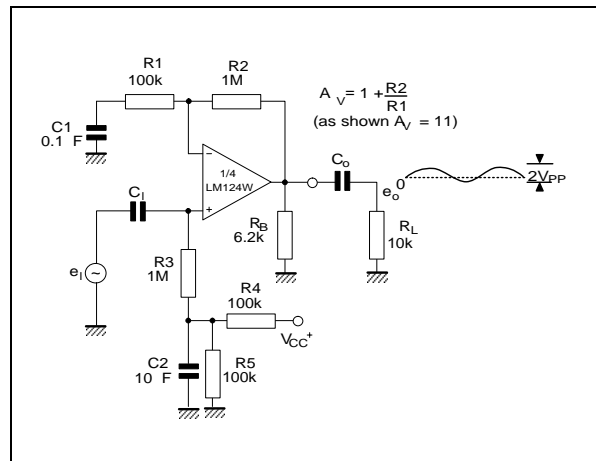 R1
100k
R2
1M
A V = 1 + R2/R1
(as shown A V = 11)
C1
0.1 F
1/4
LM124W
−
+
CI
Co
eo
0
2VPP
RB
6.2k
RL
10k
eI ~
R3
1M
R4
100k
VCC+
C2
10 F
R5
100k